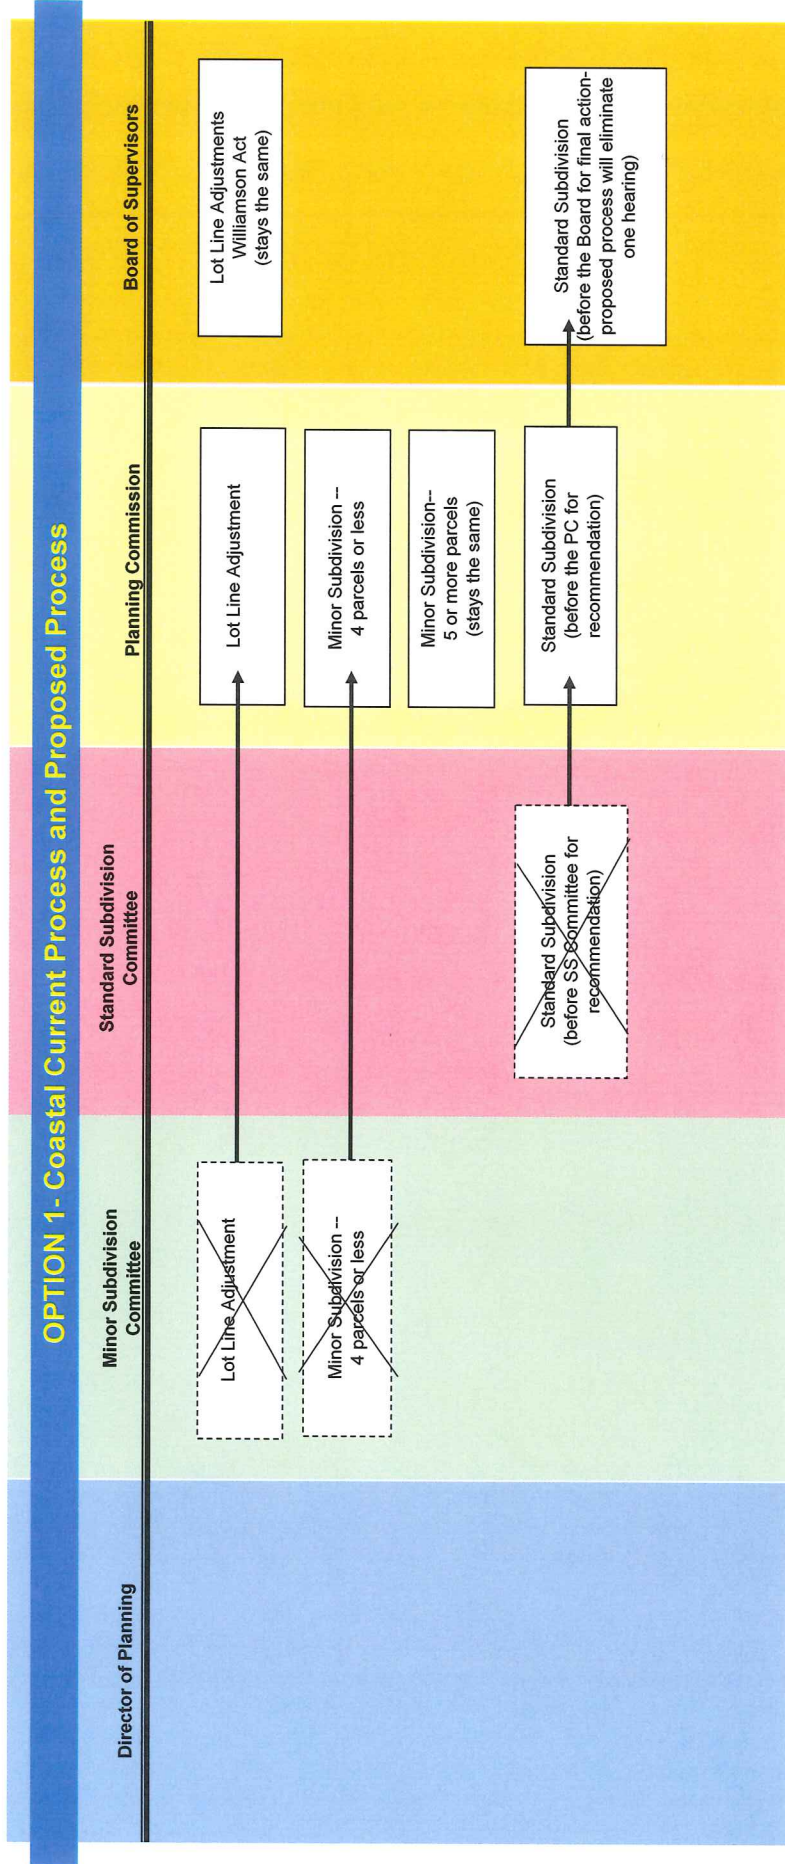 OPTION 1- Coastal Current Process and Proposed Process
Director of Planning
Minor Subdivision
Committee
Standard Subdivision
Committee
Planning Commission
Board of Supervisors
Lot Line Adjustment
Minor Subdivision --
4 parcels or less
Standard Subdivision
(before SS Committee for
recommendation)
Lot Line Adjustment
Minor Subdivision --
4 parcels or less
Minor Subdivision--
5 or more parcels
(stays the same)
Standard Subdivision
(before the PC for
recommendation)
Lot Line Adjustments
Williamson Act
(stays the same)
Standard Subdivision
(before the Board for final action-
proposed process will eliminate
one hearing)